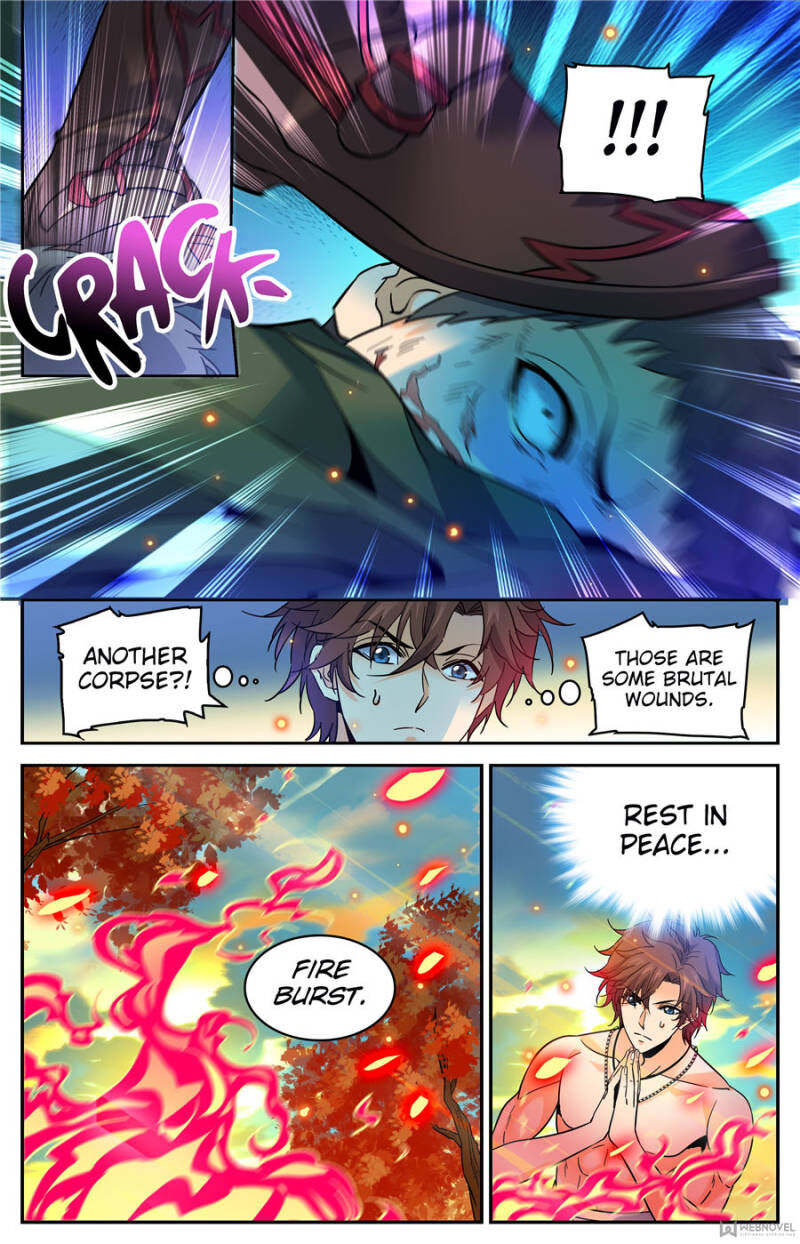 !!!
CRACK
ANOTHER
CORPSE?!
THOSE ARE
SOME BRUTAL
WOUNDS.
REST IN
PEACE...
FIRE
BURST.
WEBNOVEL